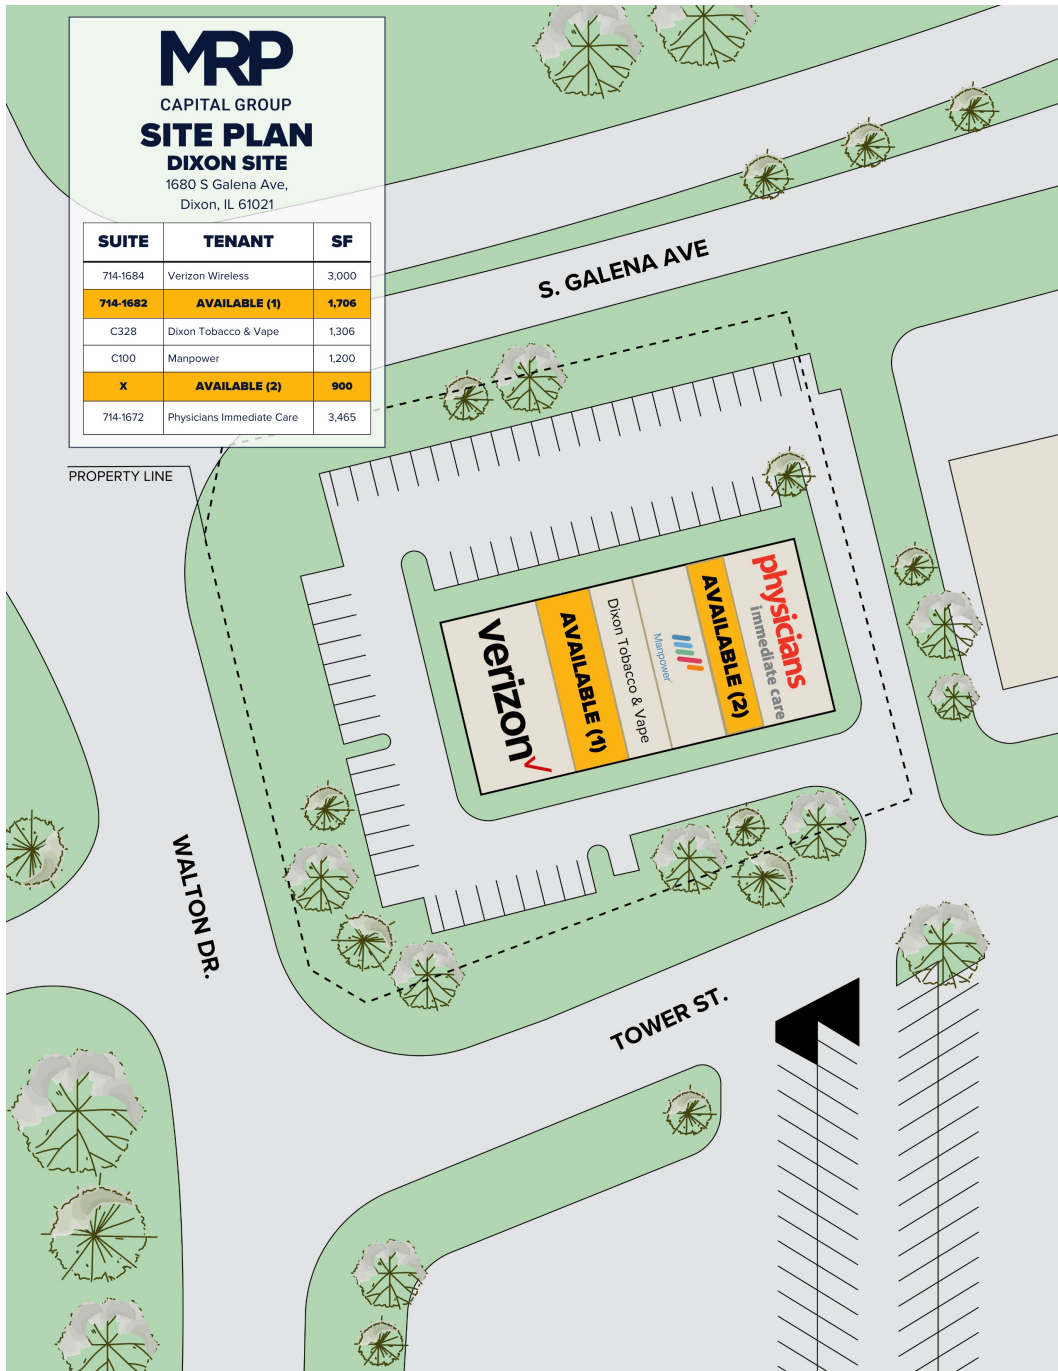 MRP
CAPITAL GROUP
SITE PLAN
DIXON SITE
1680 S Galena Ave,
Dixon, IL 61021
SUITE TENANT SF
714-1684 Verizon Wireless 3,000
714-1682 AVAILABLE (1) 1,706
C328 Dixon Tobacco & Vape 1,306
C100 Manpower 1,200
X AVAILABLE (2) 900
714-1672 Physicians Immediate Care 3,465
PROPERTY LINE
S. GALENA AVE
verizon
AVAILABLE (1)
Dixon Tobacco & Vape
Manpower
AVAILABLE (2)
physicians
immediate care
WALTON DR.
TOWER ST.